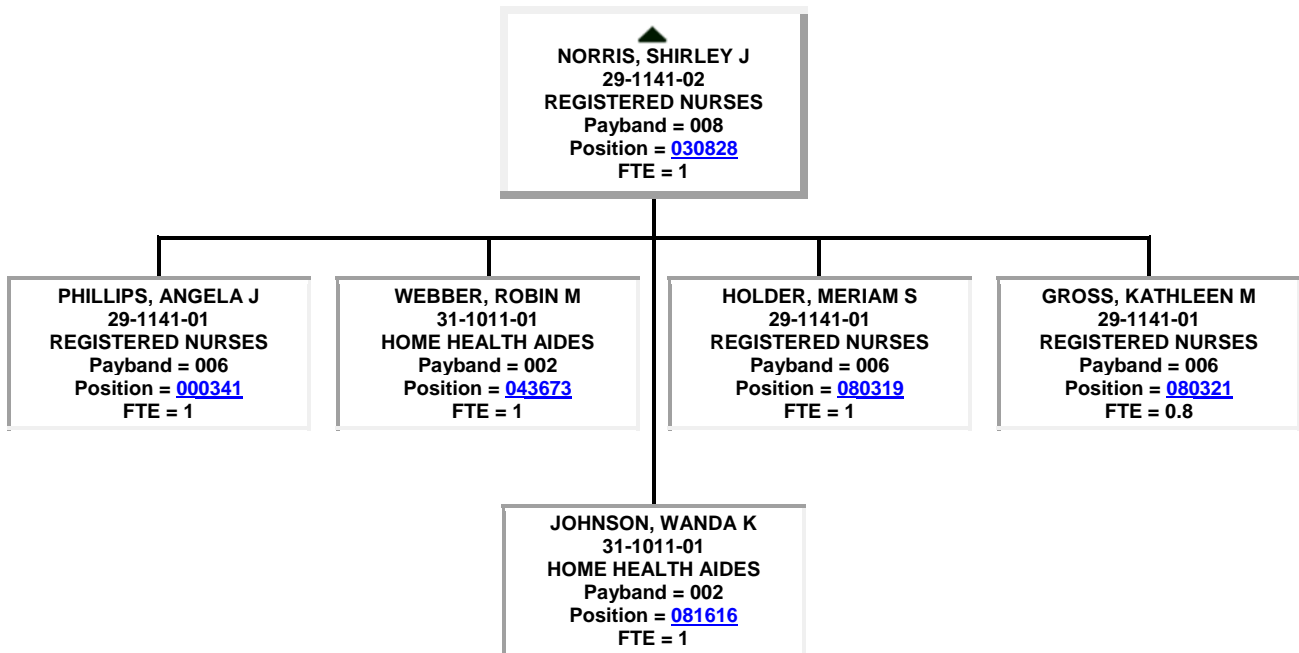 NORRIS, SHIRLEY J
29-1141-02
REGISTERED NURSES
Payband = 008
Position = 030828
FTE = 1
PHILLIPS, ANGELA J
29-1141-01
REGISTERED NURSES
Payband = 006
Position = 000341
FTE = 1
WEBBER, ROBIN M
31-1011-01
HOME HEALTH AIDES
Payband = 002
Position = 043673
FTE = 1
HOLDER, MERIAM S
29-1141-01
REGISTERED NURSES
Payband = 006
Position = 080319
FTE = 1
GROSS, KATHLEEN M
29-1141-01
REGISTERED NURSES
Payband = 006
Position = 080321
FTE = 0.8
JOHNSON, WANDA K
31-1011-01
HOME HEALTH AIDES
Payband = 002
Position = 081616
FTE = 1